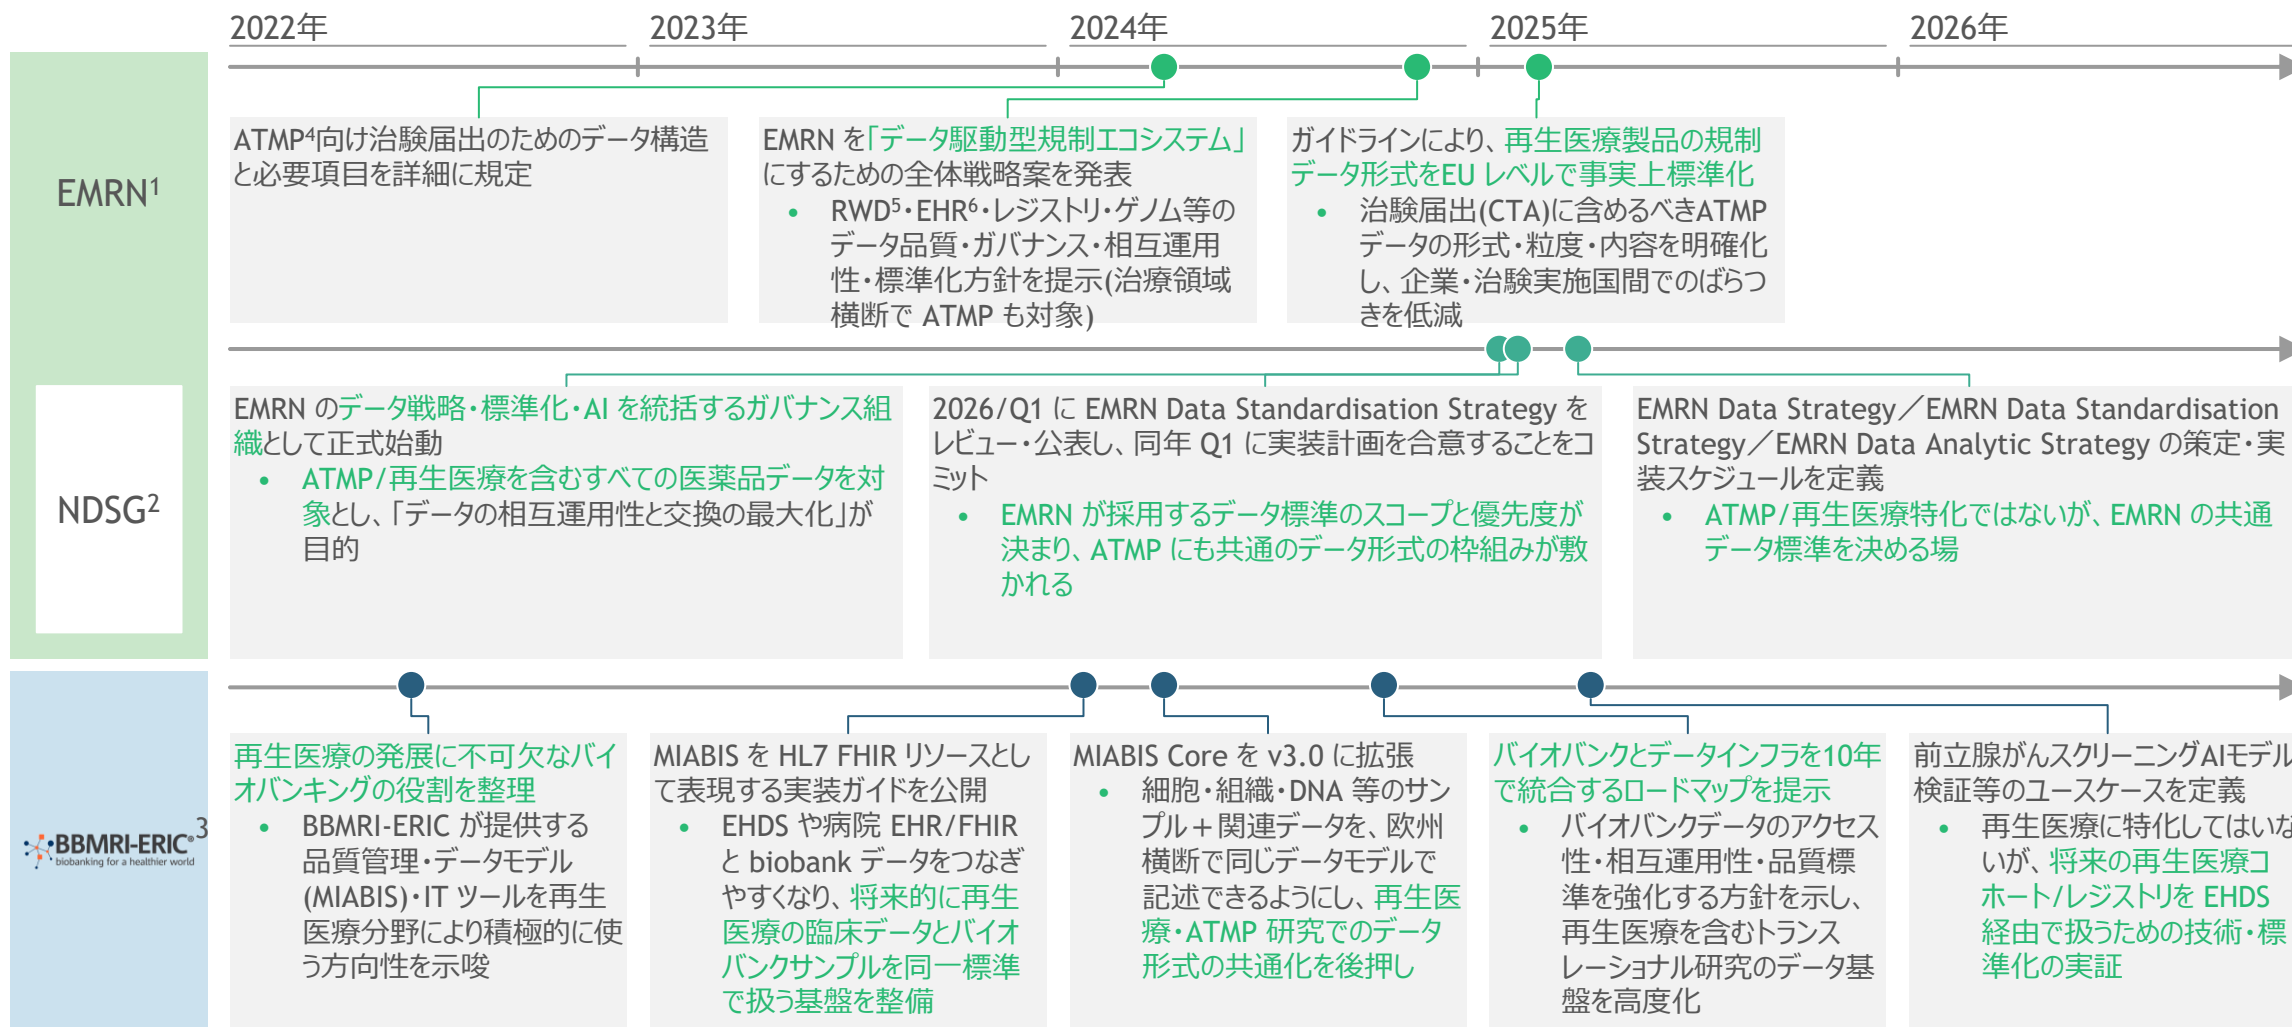 2022年
2023年
2024年
2025年
2026年
EMRN1
ATMP4向け治験届出のためのデータ構造
と必要項目を詳細に規定
EMRN を「データ駆動型規制エコシステム」
にするための全体戦略案を発表
• RWD5・EHR6・レジストリ・ゲノム等の
データ品質・ガバナンス・相互運用
性・標準化方針を提示(治療領域
横断で ATMP も対象)
ガイドラインにより、再生医療製品の規制
データ形式をEU レベルで事実上標準化
• 治験届出(CTA)に含めるべきATMP
データの形式・粒度・内容を明確化
し、企業・治験実施国間でのばらつ
きを低減
NDSG2
EMRN のデータ戦略・標準化・AI を統括するガバナンス組
織として正式始動
• ATMP/再生医療を含むすべての医薬品データを対
象とし、「データの相互運用性と交換の最大化」が
目的
2026/Q1 に EMRN Data Standardisation Strategy を
レビュー・公表し、同年 Q1 に実装計画を合意することをコ
ミット
• EMRN が採用するデータ標準のスコープと優先度が
決まり、ATMP にも共通のデータ形式の枠組みが敷
かれる
EMRN Data Strategy／EMRN Data Standardisation
Strategy／EMRN Data Analytic Strategy の策定・実
装スケジュールを定義
• ATMP/再生医療特化ではないが、EMRN の共通
データ標準を決める場
BBMRI-ERIC®3
biobanking for a healthier world
再生医療の発展に不可欠なバイ
オバンキングの役割を整理
• BBMRI-ERIC が提供する
品質管理・データモデル
(MIABIS)・IT ツールを再生
医療分野により積極的に使
う方向性を示唆
MIABIS を HL7 FHIR リソースとし
て表現する実装ガイドを公開
• EHDS や病院 EHR/FHIR
と biobank データをつなぎ
やすくなり、将来的に再生
医療の臨床データとバイオ
バンクサンプルを同一標準
で扱う基盤を整備
MIABIS Core を v3.0 に拡張
• 細胞・組織・DNA 等のサン
プル＋関連データを、欧州
横断で同じデータモデルで
記述できるようにし、再生医
療・ATMP 研究でのデータ
形式の共通化を後押し
バイオバンクとデータインフラを10年
で統合するロードマップを提示
• バイオバンクデータのアクセス
性・相互運用性・品質標
準を強化する方針を示し、
再生医療を含むトランス
レーショナル研究のデータ基
盤を高度化
前立腺がんスクリーニングAIモデル
検証等のユースケースを定義
• 再生医療に特化してはいな
いが、将来の再生医療コ
ホート/レジストリを EHDS
経由で扱うための技術・標
準化の実証